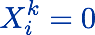 $X_i^k = 0$